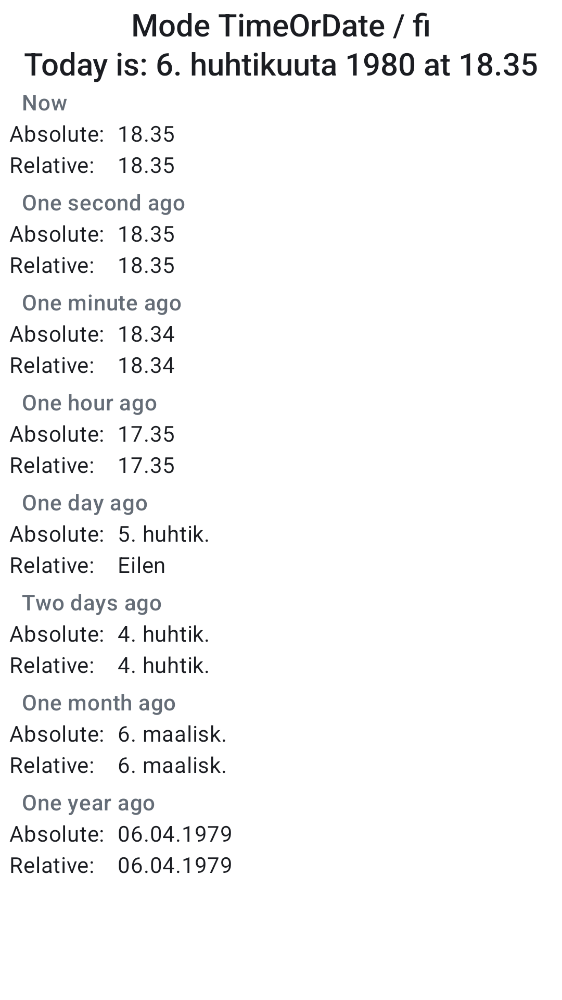 Mode TimeOrDate / fi
Today is: 6. huhtikuuta 1980 at 18.35
Now
Absolute: 18.35
Relative: 18.35
One second ago
Absolute: 18.35
Relative: 18.35
One minute ago
Absolute: 18.34
Relative: 18.34
One hour ago
Absolute: 17.35
Relative: 17.35
One day ago
Absolute: 5. huhtik.
Relative: Eilen
Two days ago
Absolute: 4. huhtik.
Relative: 4. huhtik.
One month ago
Absolute: 6. maalisk.
Relative: 6. maalisk.
One year ago
Absolute: 06.04.1979
Relative: 06.04.1979